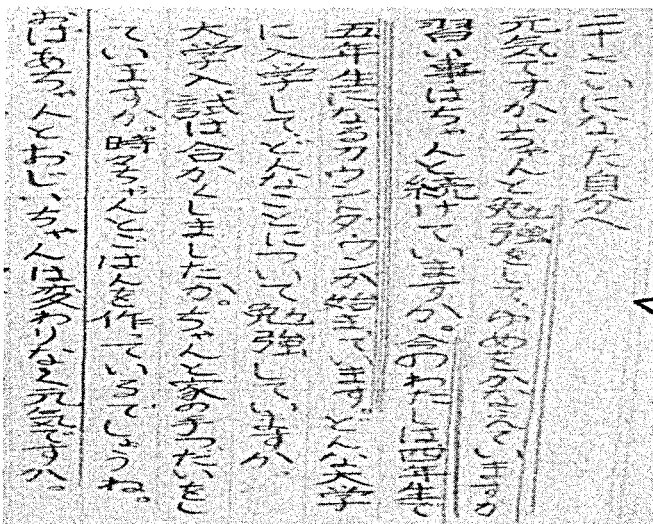 二十さいになった自分へ
元気ですか。ちゃんと勉強をして、ゆめをかなえていますか
習い事はちゃんと続けていますか。今のわたしは四年生で
五年生になるカウントダウンが始まっています。どんな大学
に入学して、どんなことについて勉強していますか。
大学入試は合かくしましたか。ちゃんと家の手つだいをし
ていますか。時々ちゃんとごはんを作っているでしょうね。
おばあちゃんとおじいちゃんは変わりなく元気ですか。